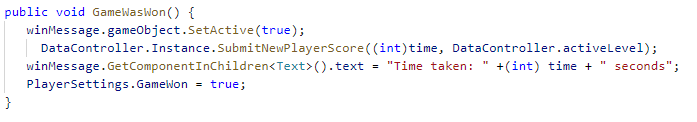 public void GameWasWon() {
winMessage.gameObject.SetActive(true);
DataController.Instance.SubmitNewPlayerScore((int)time, DataController.activeLevel);
winMessage.GetComponentInChildren<Text>().text = "Time taken: " +(int) time + " seconds";
PlayerSettings.GameWon = true;
}